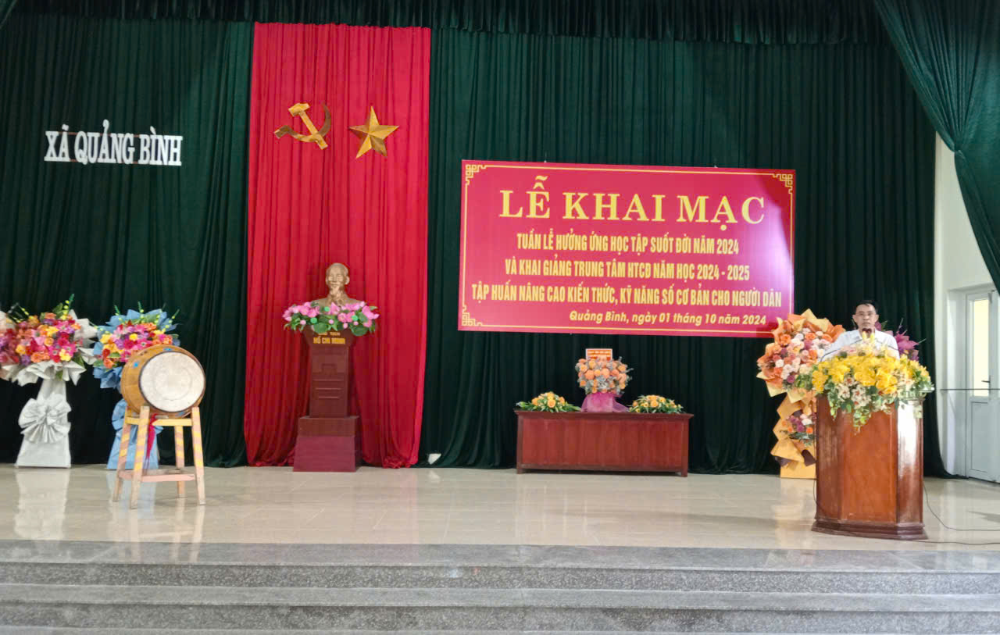 XÃ QUẢNG BÌNH
LỄ KHAI MẠC
TUẦN LỄ HƯỞNG ỨNG HỌC TẬP SUỐT ĐỜI NĂM 2024
VÀ KHAI GIẢNG TRUNG TÂM HTCĐ NĂM HỌC 2024 - 2025
TẬP HUẤN NÂNG CAO KIẾN THỨC, KỸ NĂNG SỐ CƠ BẢN CHO NGƯỜI DÂN
Quảng Bình, ngày 01 tháng 10 năm 2024
TỊCH
HỒ CHÍ MINH